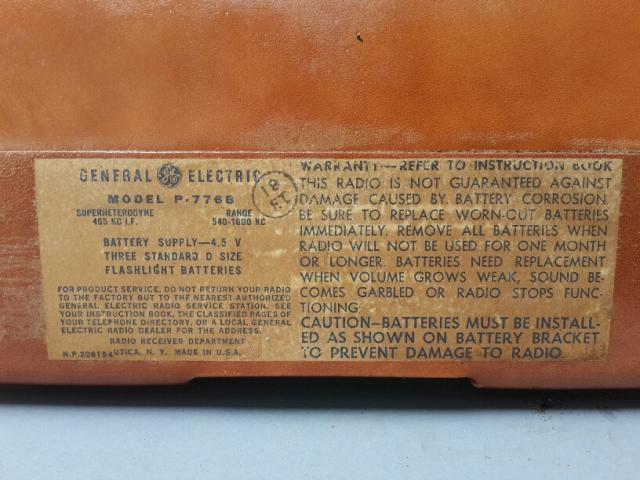 GENERAL GE ELECTRIC
MODEL P-776B
SUPERHETERODYNE RANGE
455 KC I.F. 540-1600 KC
BATTERY SUPPLY—4.5 V
THREE STANDARD D SIZE
FLASHLIGHT BATTERIES
FOR PRODUCT SERVICE, DO NOT RETURN YOUR RADIO
TO THE FACTORY BUT TO THE NEAREST AUTHORIZED
GENERAL ELECTRIC RADIO SERVICE STATION. SEE
YOUR INSTRUCTION BOOK, THE CLASSIFIED PAGES OF
YOUR TELEPHONE DIRECTORY, OR A LOCAL GENERAL
ELECTRIC RADIO DEALER FOR THE ADDRESS.
RADIO RECEIVER DEPARTMENT
N.P.206154 UTICA, N. Y. MADE IN U.S.A.
WARRANTY—REFER TO INSTRUCTION BOOK
THIS RADIO IS NOT GUARANTEED AGAINST
DAMAGE CAUSED BY BATTERY CORROSION.
BE SURE TO REPLACE WORN-OUT BATTERIES
IMMEDIATELY. REMOVE ALL BATTERIES WHEN
RADIO WILL NOT BE USED FOR ONE MONTH
OR LONGER. BATTERIES NEED REPLACEMENT
WHEN VOLUME GROWS WEAK, SOUND BE-
COMES GARBLED OR RADIO STOPS FUNC-
TIONING.
CAUTION—BATTERIES MUST BE INSTALL-
ED AS SHOWN ON BATTERY BRACKET
TO PREVENT DAMAGE TO RADIO.